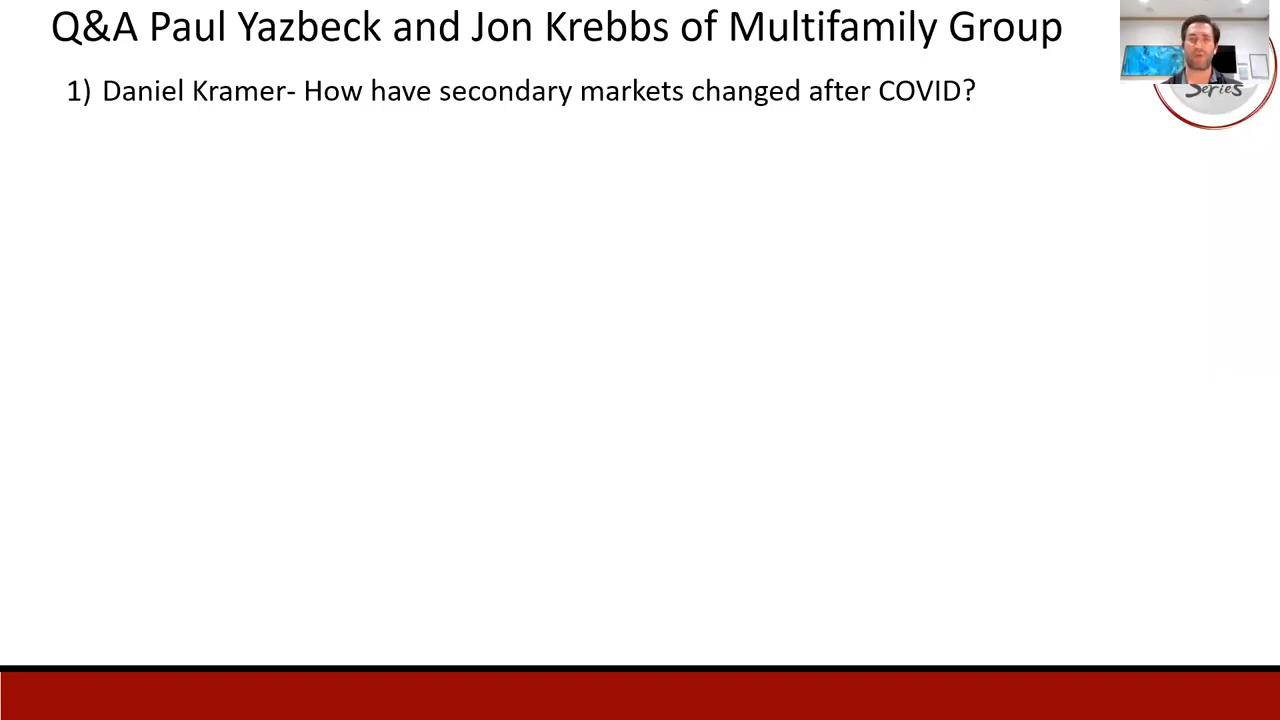 Q&A Paul Yazbeck and Jon Krebbs of Multifamily Group
1) Daniel Kramer- How have secondary markets changed after COVID?
Series